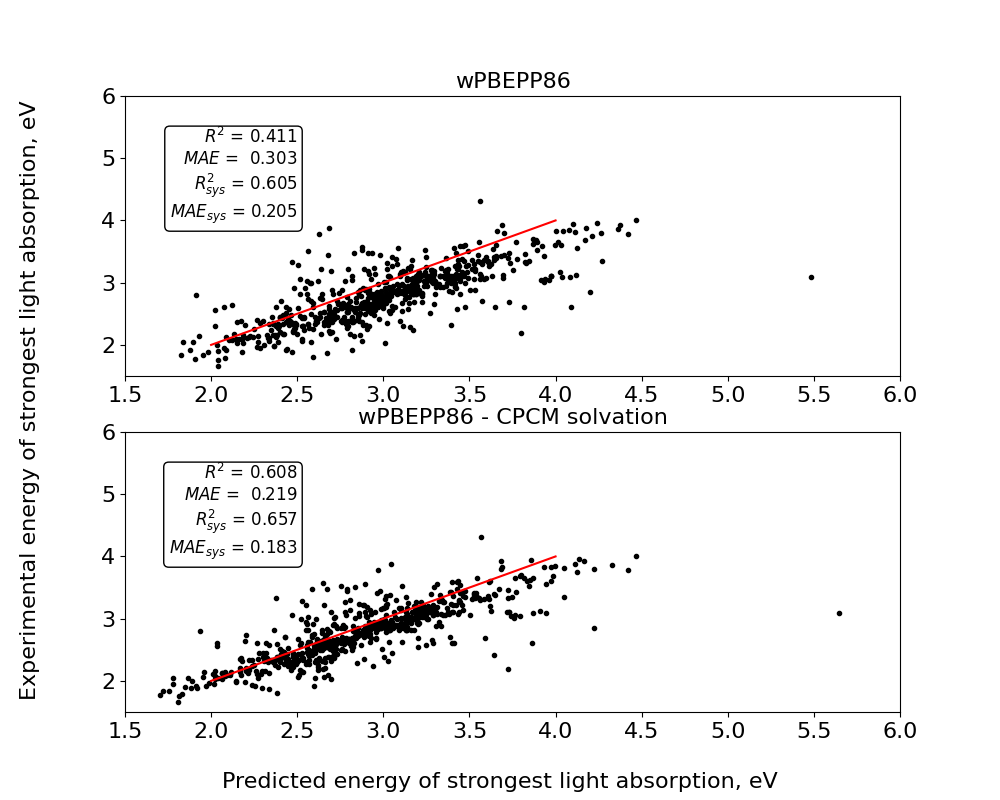 wPBEPP86
Experimental energy of strongest light absorption, eV
6
5
4
3
2
R² = 0.411
MAE = 0.303
R²sys = 0.605
MAEsys = 0.205
1.5 2.0 2.5 3.0 3.5 4.0 4.5 5.0 5.5 6.0
wPBEPP86 - CPCM solvation
6
5
4
3
2
R² = 0.608
MAE = 0.219
R²sys = 0.657
MAEsys = 0.183
1.5 2.0 2.5 3.0 3.5 4.0 4.5 5.0 5.5 6.0
Predicted energy of strongest light absorption, eV